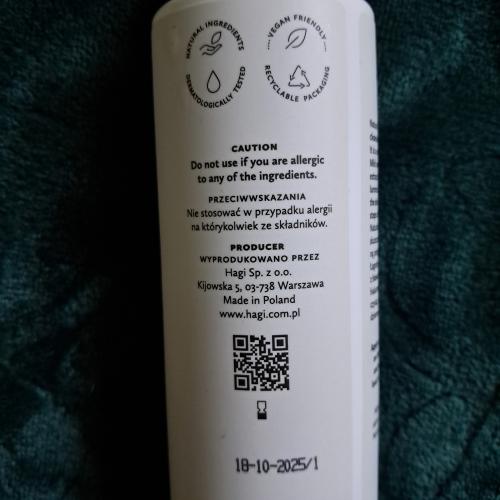 NATURAL INGREDIENTS
VEGAN FRIENDLY
DERMATOLOGICALLY TESTED
RECYCLABLE PACKAGING
CAUTION
Do not use if you are allergic
to any of the ingredients.
PRZECIWWSKAZANIA
Nie stosować w przypadku alergii
na którykolwiek ze składników.
PRODUCER
WYPRODUKOWANO PRZEZ
Hagi Sp. z o.o.
Kijowska 5, 03-738 Warszawa
Made in Poland
www.hagi.com.pl
18-10-2025/1